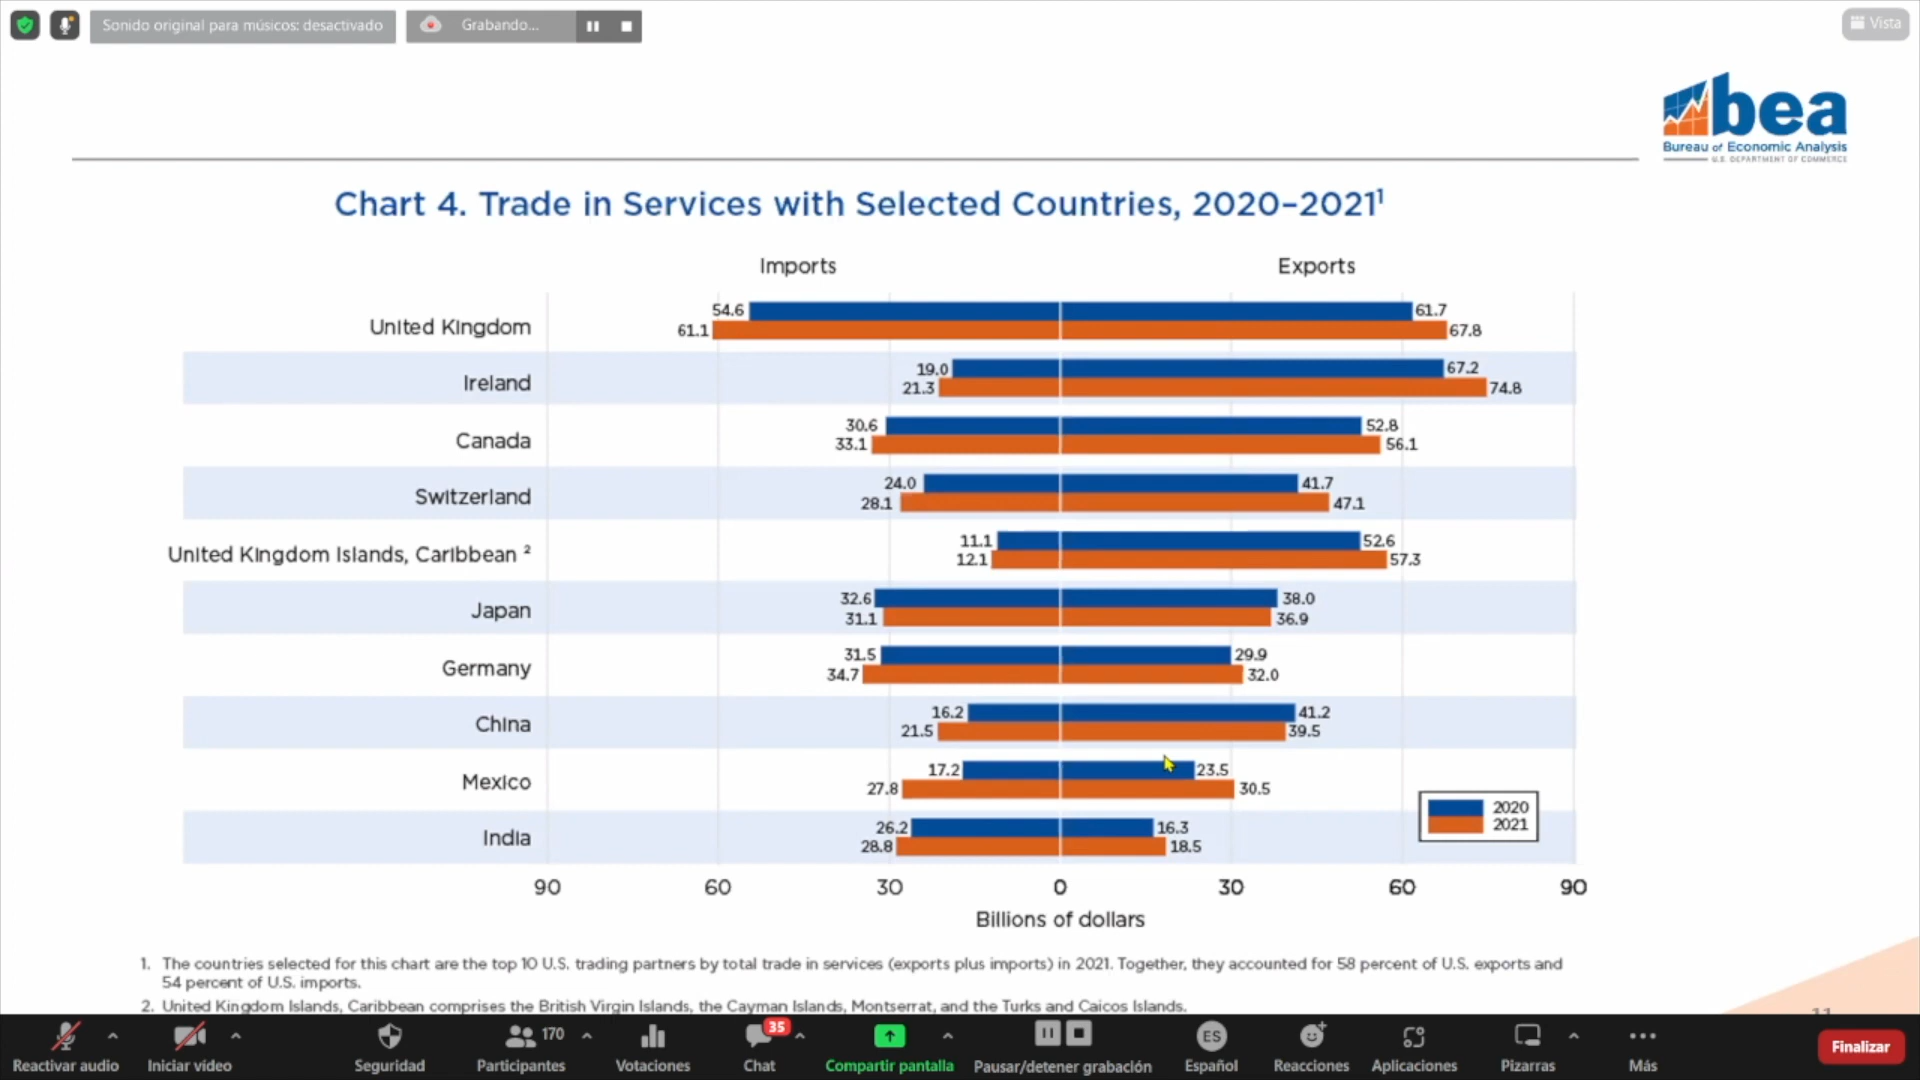 Sonido original para músicos: desactivado
Grabando...
Vista
bea
Bureau of Economic Analysis
U.S. DEPARTMENT OF COMMERCE
Chart 4. Trade in Services with Selected Countries, 2020–2021¹
Imports Exports
United Kingdom 54.6 61.7
61.1 67.8
Ireland 19.0 67.2
21.3 74.8
Canada 30.6 52.8
33.1 56.1
Switzerland 24.0 41.7
28.1 47.1
United Kingdom Islands, Caribbean ² 11.1 52.6
12.1 57.3
Japan 32.6 38.0
31.1 36.9
Germany 31.5 29.9
34.7 32.0
China 16.2 41.2
21.5 39.5
Mexico 17.2 23.5
27.8 30.5
India 26.2 16.3
28.8 18.5
2020
2021
90 60 30 0 30 60 90
Billions of dollars
1. The countries selected for this chart are the top 10 U.S. trading partners by total trade in services (exports plus imports) in 2021. Together, they accounted for 58 percent of U.S. exports and
54 percent of U.S. imports.
2. United Kingdom Islands, Caribbean comprises the British Virgin Islands, the Cayman Islands, Montserrat, and the Turks and Caicos Islands.
11
170 35 ES
Reactivar audio Iniciar vídeo Seguridad Participantes Votaciones Chat Compartir pantalla Pausar/detener grabación Español Reacciones Aplicaciones Pizarras Más Finalizar